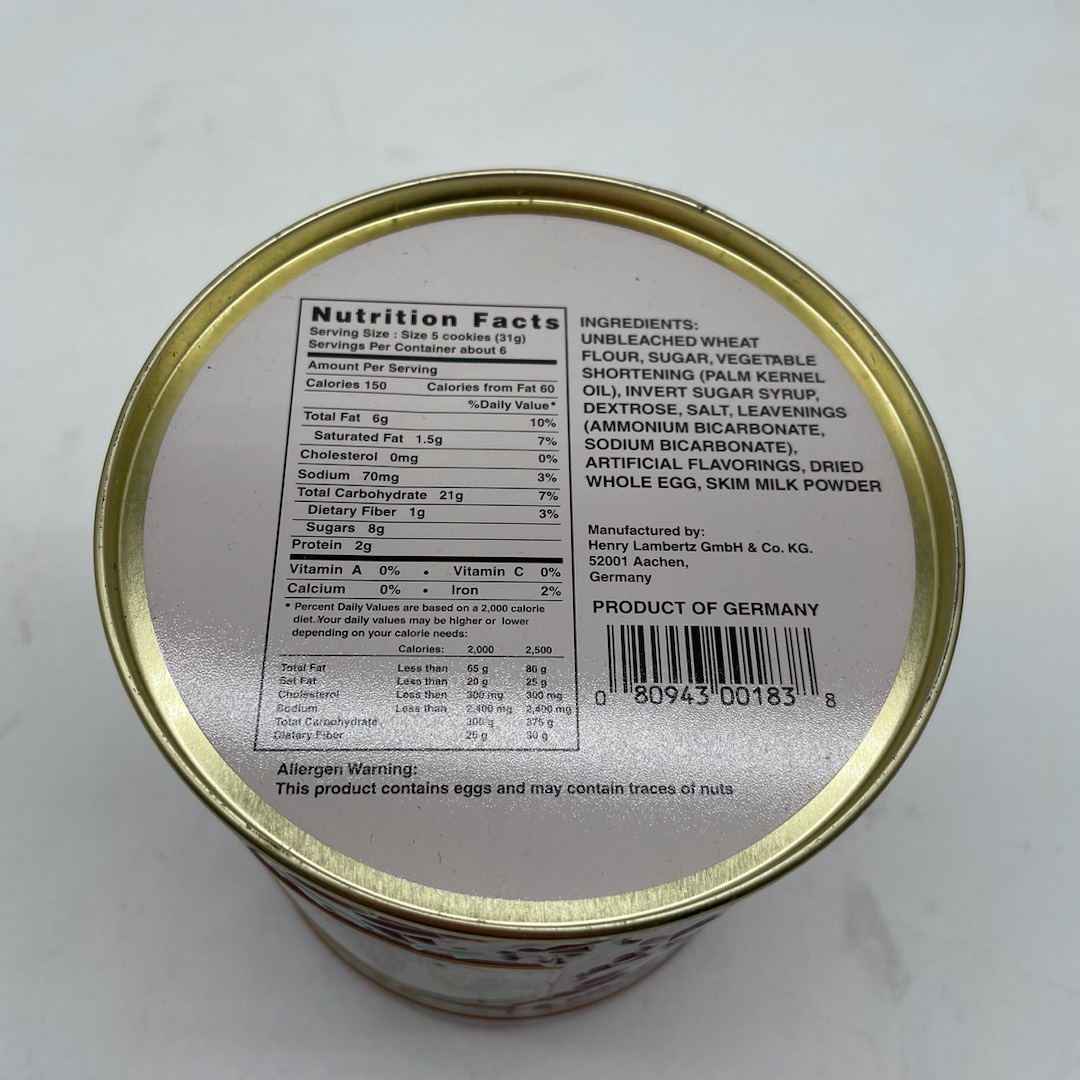 Nutrition Facts
Serving Size : Size 5 cookies (31g)
Servings Per Container about 6
Amount Per Serving
Calories 150 Calories from Fat 60
%Daily Value*
Total Fat 6g 10%
Saturated Fat 1.5g 7%
Cholesterol 0mg 0%
Sodium 70mg 3%
Total Carbohydrate 21g 7%
Dietary Fiber 1g 3%
Sugars 8g
Protein 2g
Vitamin A 0% • Vitamin C 0%
Calcium 0% • Iron 2%
* Percent Daily Values are based on a 2,000 calorie
diet. Your daily values may be higher or lower
depending on your calorie needs:
Calories: 2,000 2,500
Total Fat Less than 65 g 80 g
Sat Fat Less than 20 g 25 g
Cholesterol Less than 300 mg 300 mg
Sodium Less than 2,400 mg 2,400 mg
Total Carbohydrate 300 g 375 g
Dietary Fiber 25 g 30 g
Allergen Warning:
This product contains eggs and may contain traces of nuts
INGREDIENTS:
UNBLEACHED WHEAT
FLOUR, SUGAR, VEGETABLE
SHORTENING (PALM KERNEL
OIL), INVERT SUGAR SYRUP,
DEXTROSE, SALT, LEAVENINGS
(AMMONIUM BICARBONATE,
SODIUM BICARBONATE),
ARTIFICIAL FLAVORINGS, DRIED
WHOLE EGG, SKIM MILK POWDER
Manufactured by:
Henry Lambertz GmbH & Co. KG.
52001 Aachen,
Germany
PRODUCT OF GERMANY
0 80943 00183 8